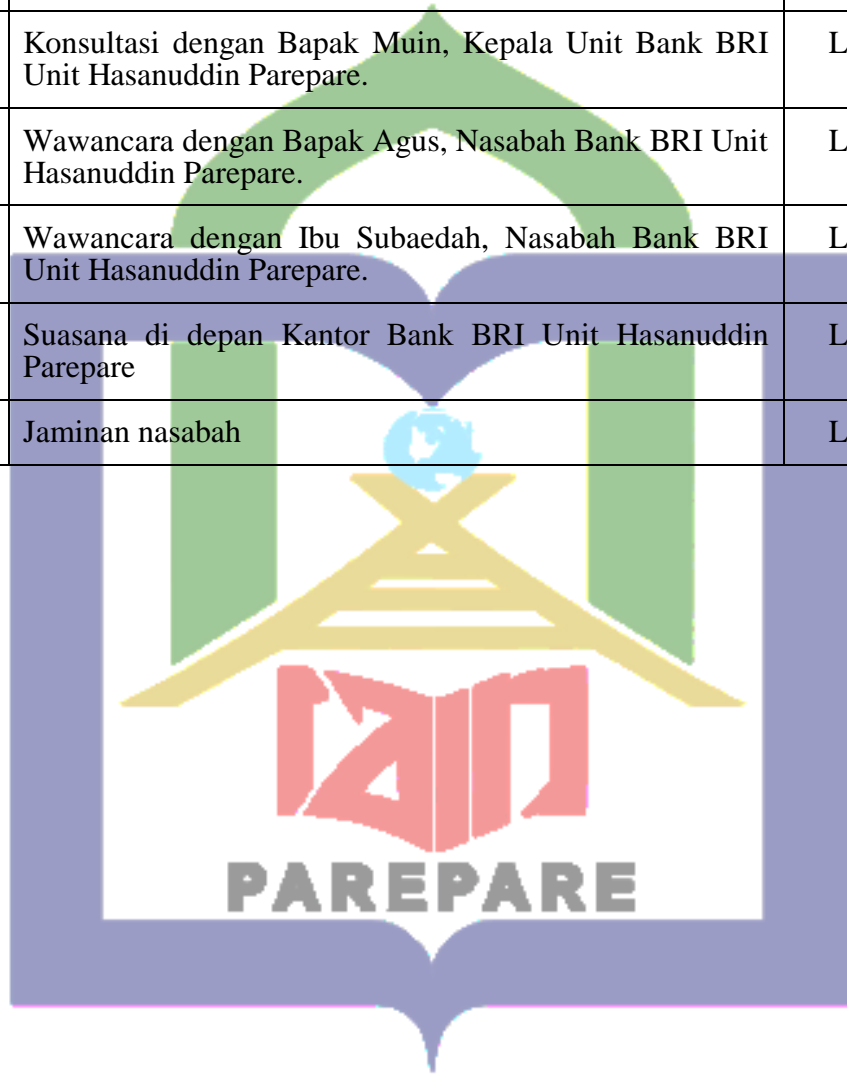 Konsultasi dengan Bapak Muin, Kepala Unit Bank BRI L
Unit Hasanuddin Parepare.
Wawancara dengan Bapak Agus, Nasabah Bank BRI Unit L
Hasanuddin Parepare.
Wawancara dengan Ibu Subaedah, Nasabah Bank BRI L
Unit Hasanuddin Parepare.
Suasana di depan Kantor Bank BRI Unit Hasanuddin L
Parepare
Jaminan nasabah L
iain
PAREPARE